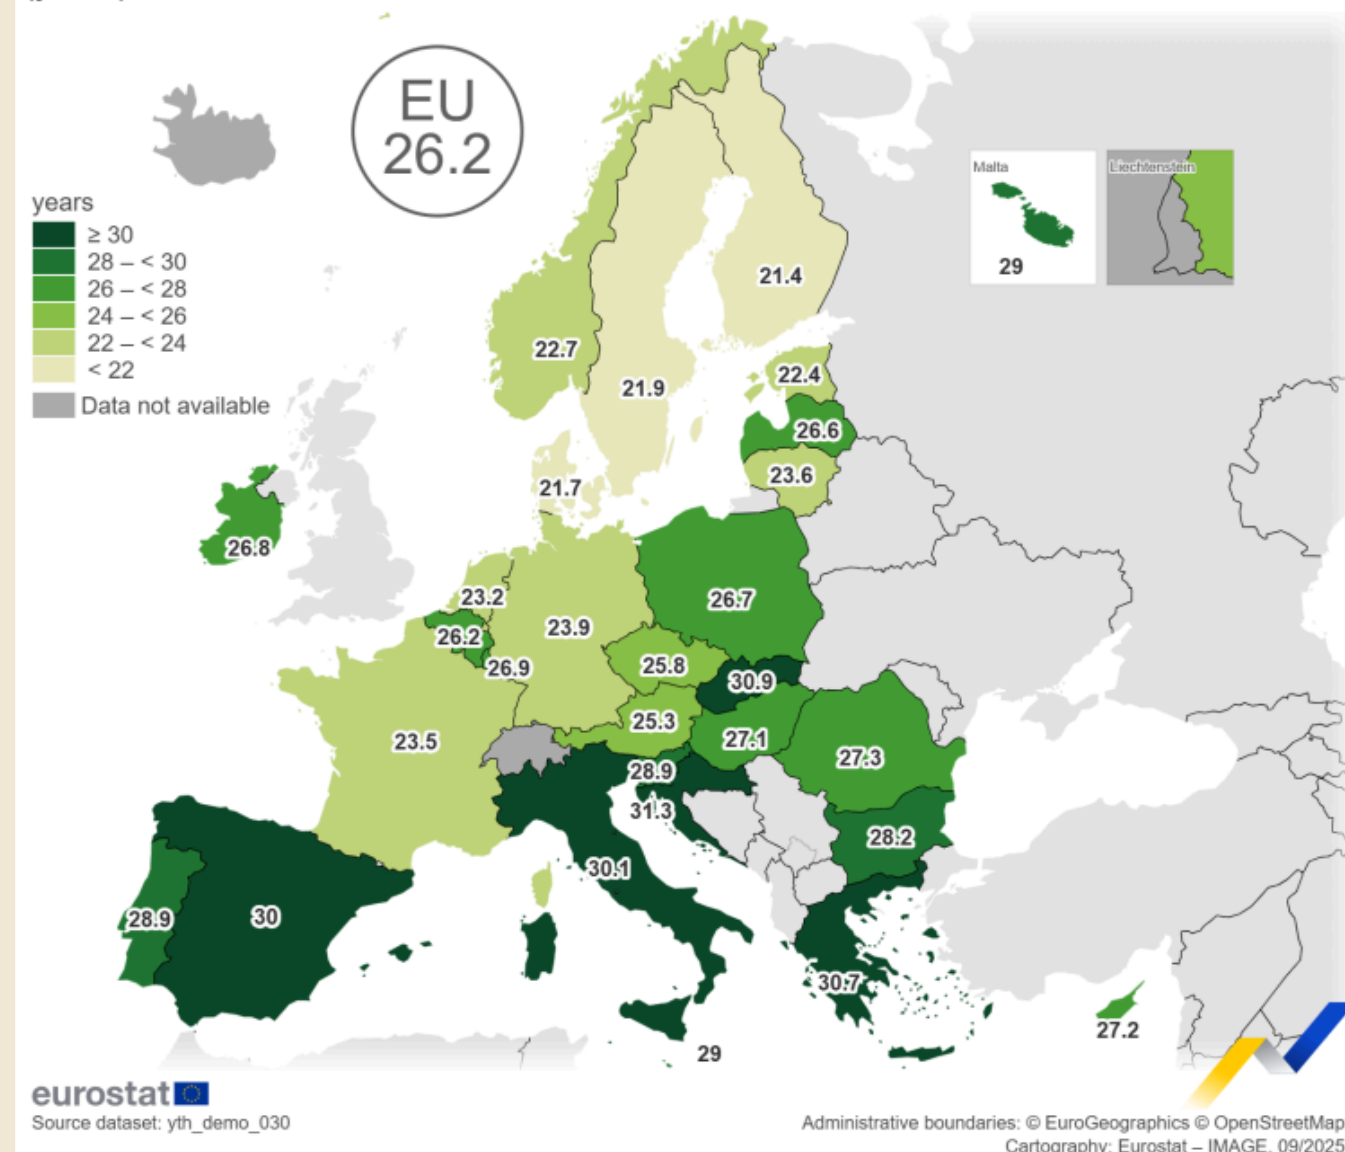 EU
26.2
Malta
Liechtenstein
29
years
≥ 30
28 – < 30
26 – < 28
24 – < 26
22 – < 24
< 22
Data not available
21.4
22.7
21.9
22.4
26.6
23.6
21.7
26.8
23.2
26.7
26.2
23.9
26.9
25.8
30.9
25.3
23.5
27.1
27.3
28.9
31.3
28.2
30.1
28.9
30
30.7
27.2
29
eurostat
Source dataset: yth_demo_030
Administrative boundaries: © EuroGeographics © OpenStreetMap
Cartography: Eurostat – IMAGE, 09/2025